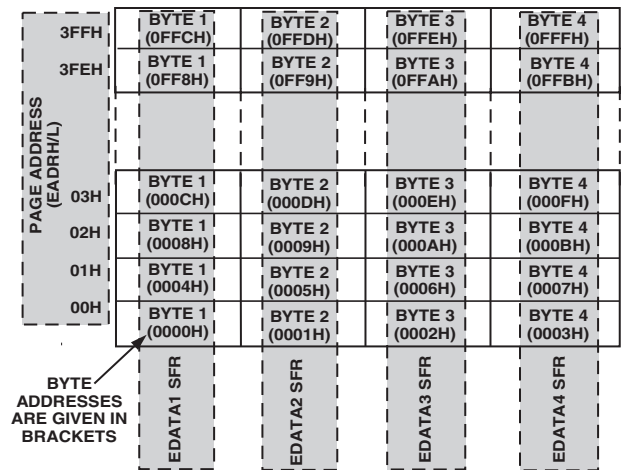 3FFH
BYTE 1 BYTE 2 BYTE 3 BYTE 4
(0FFCH) (0FFDH) (0FFEH) (0FFFH)
3FEH
BYTE 1 BYTE 2 BYTE 3 BYTE 4
(0FF8H) (0FF9H) (0FFAH) (0FFBH)
PAGE ADDRESS
(EADRH/L)
03H
BYTE 1 BYTE 2 BYTE 3 BYTE 4
(000CH) (000DH) (000EH) (000FH)
02H
BYTE 1 BYTE 2 BYTE 3 BYTE 4
(0008H) (0009H) (000AH) (000BH)
01H
BYTE 1 BYTE 2 BYTE 3 BYTE 4
(0004H) (0005H) (0006H) (0007H)
00H
BYTE 1 BYTE 2 BYTE 3 BYTE 4
(0000H) (0001H) (0002H) (0003H)
BYTE
ADDRESSES
ARE GIVEN IN
BRACKETS
EDATA1 SFR
EDATA2 SFR
EDATA3 SFR
EDATA4 SFR